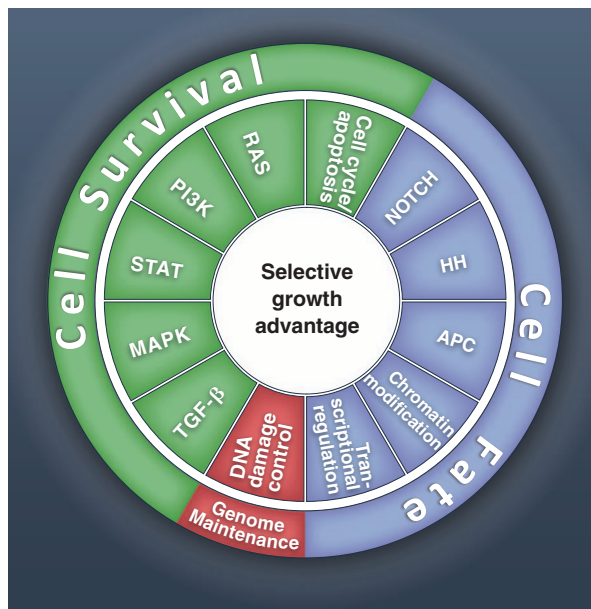 Cell Survival
Cell cycle/
apoptosis
RAS
PI3K
STAT
MAPK
TGF-β
NOTCH
HH
APC
Chromatin
modification
Tran-
scriptional
regulation
DNA
damage
control
Selective
growth
advantage
Cell Fate
Genome
Maintenance